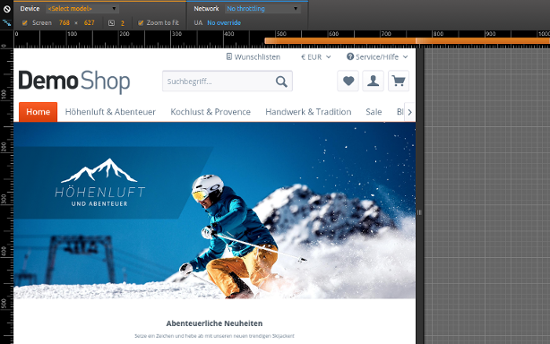 Device <Select model> Network No throttling
Screen 768 × 627 2 Zoom to fit UA No override
0 100 200 300 400 500 600 700 800 900 1000
Wunschlisten € EUR Service/Hilfe
DemoShop
Suchbegriff...
Home Höhenluft & Abenteuer Kochlust & Provence Handwerk & Tradition Sale
HÖHENLUFT
UND ABENTEUER
Abenteuerliche Neuheiten
Setze ein Zeichen und hebe ab mit unseren neuen trendigen Skijacken!